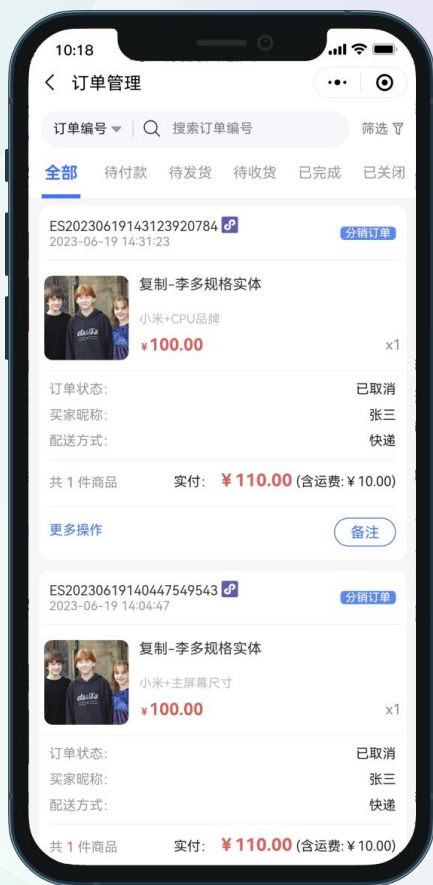 10:18
订单管理
订单编号 搜索订单编号 筛选
全部 待付款 待发货 待收货 已完成 已关闭
ES20230619143123920784
2023-06-19 14:31:23 分销订单
复制-李多规格实体
小米+CPU品牌
¥100.00 x1
订单状态: 已取消
买家昵称: 张三
配送方式: 快递
共 1 件商品 实付: ¥110.00 (含运费:¥10.00)
更多操作 备注
ES20230619140447549543
2023-06-19 14:04:47 分销订单
复制-李多规格实体
小米+主屏幕尺寸
¥100.00 x1
订单状态: 已取消
买家昵称: 张三
配送方式: 快递
共 1 件商品 实付: ¥110.00 (含运费:¥10.00)